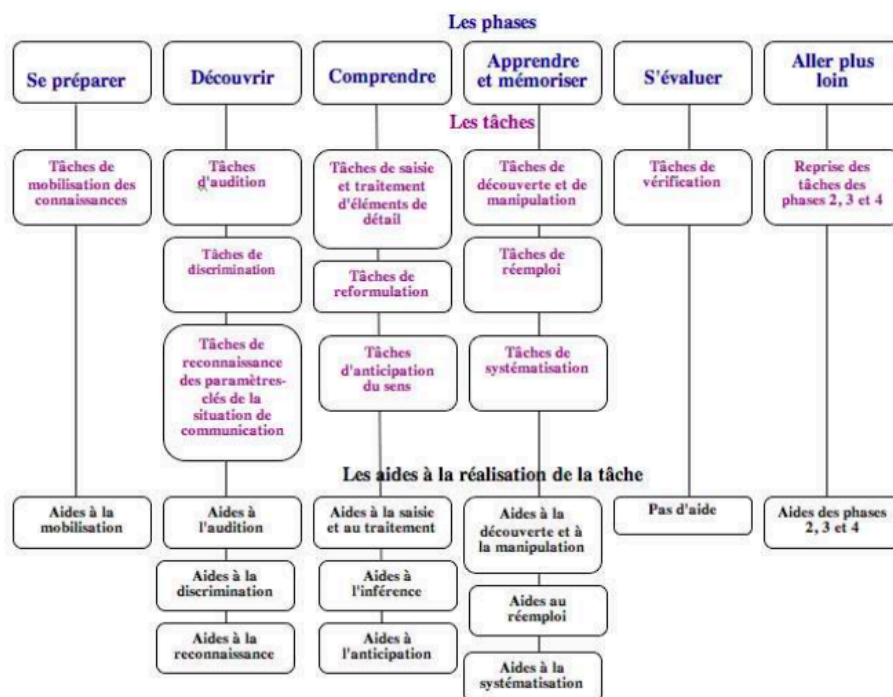 Les phases
Se préparer
Découvrir
Comprendre
Apprendre
et mémoriser
S'évaluer
Aller plus
loin
Les tâches
Tâches de
mobilisation des
connaissances
Tâches
d'audition
Tâches de saisie
et traitement
d'éléments de
détail
Tâches de
découverte et de
manipulation
Tâches de
vérification
Reprise des
tâches des
phases 2, 3 et 4
Tâches de
discrimination
Tâches de
reformulation
Tâches de
réemploi
Tâches de
reconnaissance
des paramètres-
clés de la
situation de
communication
Tâches
d'anticipation
du sens
Tâches de
systématisation
Les aides à la réalisation de la tâche
Aides à la
mobilisation
Aides à
l'audition
Aides à la saisie
et au traitement
Aides à la
découverte et à
la manipulation
Pas d'aide
Aides des phases
2, 3 et 4
Aides à la
discrimination
Aides à
l'inférence
Aides au
réemploi
Aides à la
reconnaissance
Aides à
l'anticipation
Aides à la
systématisation